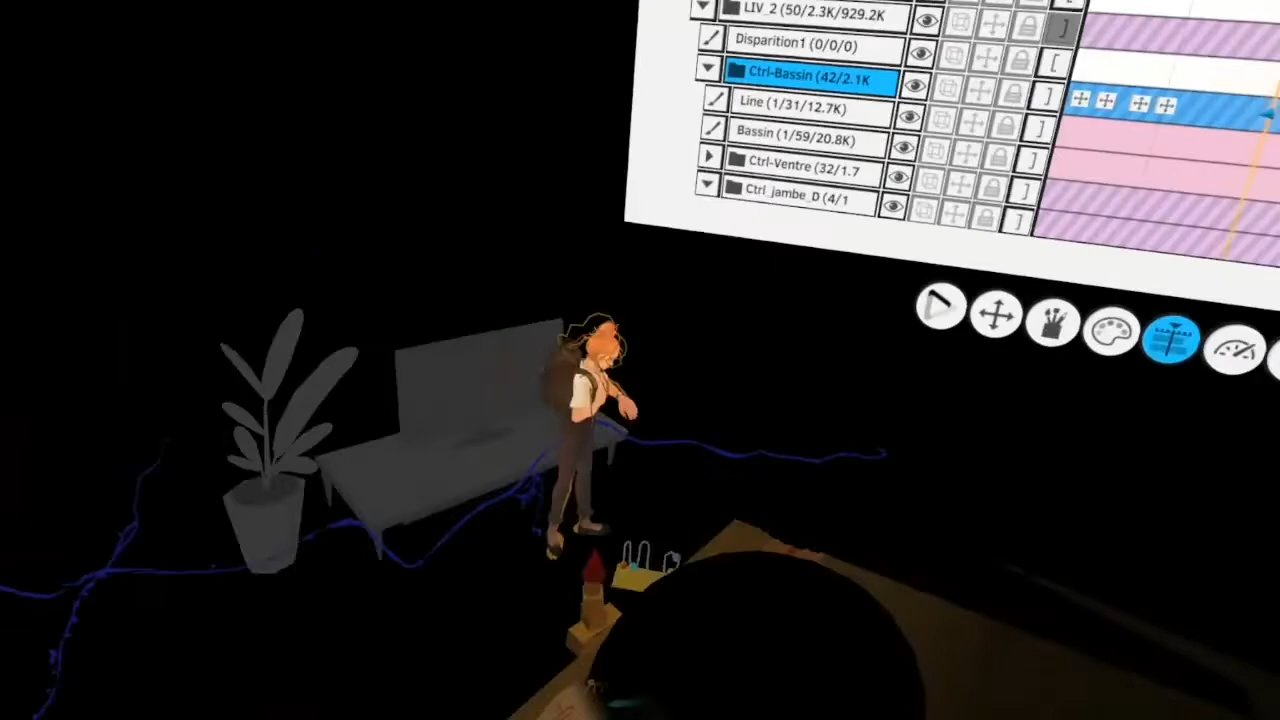 LIV_2 (50/2.3K/929.2K
Disparition1 (0/0/0)
Ctrl-Bassin (42/2.1K
Line (1/31/12.7K)
Bassin (1/59/20.8K)
Ctrl-Ventre (32/1.7
Ctrl_jambe_D (4/1